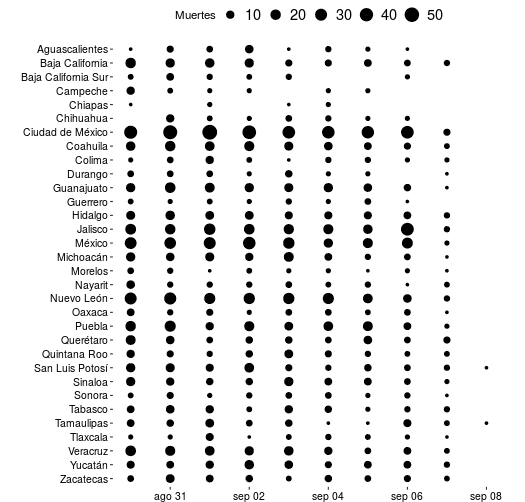 Muertes 10 20 30 40 50
Aguascalientes
Baja California
Baja California Sur
Campeche
Chiapas
Chihuahua
Ciudad de México
Coahuila
Colima
Durango
Guanajuato
Guerrero
Hidalgo
Jalisco
México
Michoacán
Morelos
Nayarit
Nuevo León
Oaxaca
Puebla
Querétaro
Quintana Roo
San Luis Potosí
Sinaloa
Sonora
Tabasco
Tamaulipas
Tlaxcala
Veracruz
Yucatán
Zacatecas
ago 31 sep 02 sep 04 sep 06 sep 08